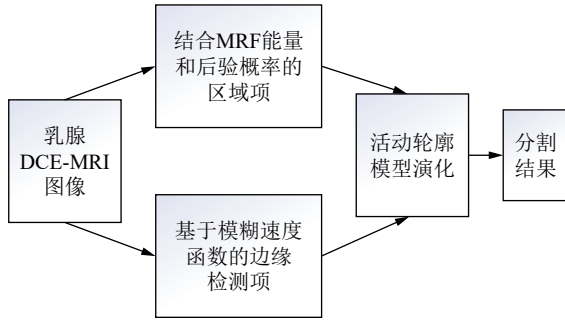 乳腺
DCE-MRI
图像
结合MRF能量
和后验概率的
区域项
基于模糊速度
函数的边缘
检测项
活动轮廓
模型演化
分割
结果